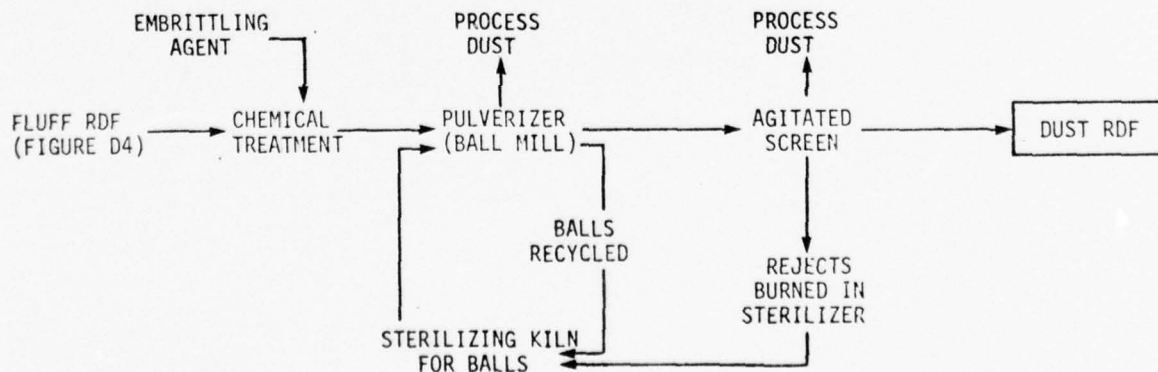 EMBRITTLING
AGENT
PROCESS
DUST
PROCESS
DUST
FLUFF RDF
(FIGURE D4)
CHEMICAL
TREATMENT
PULVERIZER
(BALL MILL)
AGITATED
SCREEN
DUST RDF
BALLS
RECYCLED
REJECTS
BURNED IN
STERILIZER
STERILIZING KILN
FOR BALLS